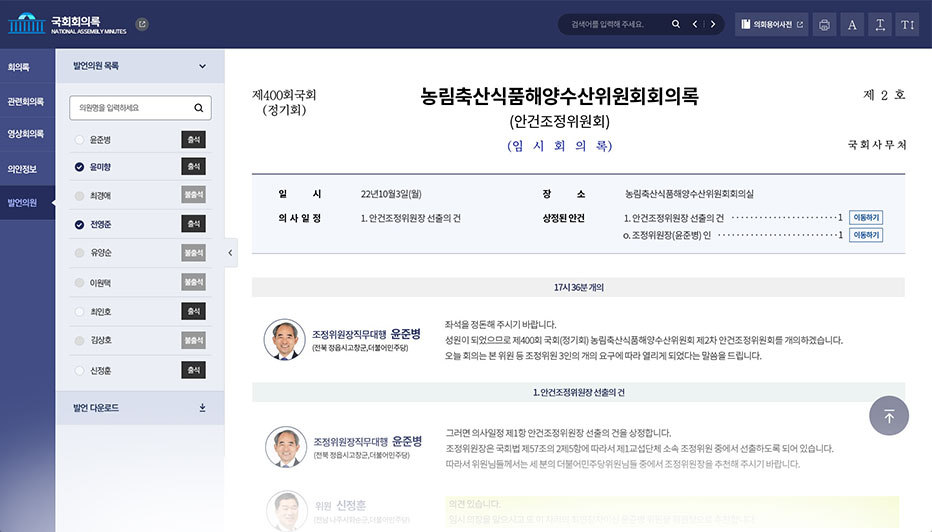 국회회의록
NATIONAL ASSEMBLY MINUTES
검색어를 입력해 주세요.
의회용어사전
A
T
T
회의록
관련회의록
영상회의록
의안정보
발언의원
발언의원 목록
의원명을 입력하세요
윤준병 출석
윤미향 출석
최경애 불출석
전영준 출석
유양순 불출석
이원택 불출석
최인호 출석
김상호 불출석
신정훈 출석
발언 다운로드
제400회국회
(정기회)
농림축산식품해양수산위원회회의록
(안건조정위원회)
(임 시 회 의 록)
제 2 호
국회사무처
일 시 22년10월3일(월)
장 소 농림축산식품해양수산위원회회의실
의사일정 1. 안건조정위원장 선출의 건
상정된 안건 1. 안건조정위원장 선출의 건 ························1 이동하기
o. 조정위원장(윤준병) 인 ···························1 이동하기
17시 36분 개의
조정위원장직무대행 윤준병
(전북 정읍시고창군,더불어민주당)
좌석을 정돈해 주시기 바랍니다.
성원이 되었으므로 제400회 국회(정기회) 농림축산식품해양수산위원회 제2차 안건조정위원회를 개의하겠습니다.
오늘 회의는 본 위원 등 조정위원 3인의 개의 요구에 따라 열리게 되었다는 말씀을 드립니다.
1. 안건조정위원장 선출의 건
조정위원장직무대행 윤준병
(전북 정읍시고창군,더불어민주당)
그러면 의사일정 제1항 안건조정위원장 선출의 건을 상정합니다.
조정위원장은 국회법 제57조의 2제5항에 따라서 제1교섭단체 소속 조정위원 중에서 선출하도록 되어 있습니다.
따라서 위원님들께서는 세 분의 더불어민주당위원님들 중에서 조정위원장을 추천해 주시기 바랍니다.
위원 신정훈
(전남 나주시화순군,더불어민주당)
의견 있습니다.